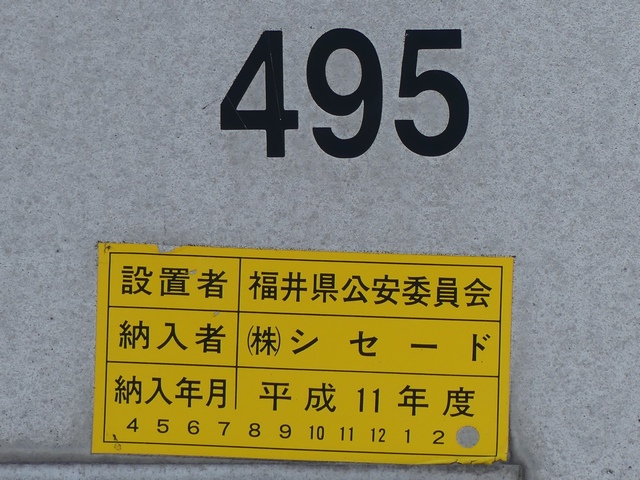 495
設置者 福井県公安委員会
納入者 ㈱シセード
納入年月 平成11年度
4 5 6 7 8 9 10 11 12 1 2